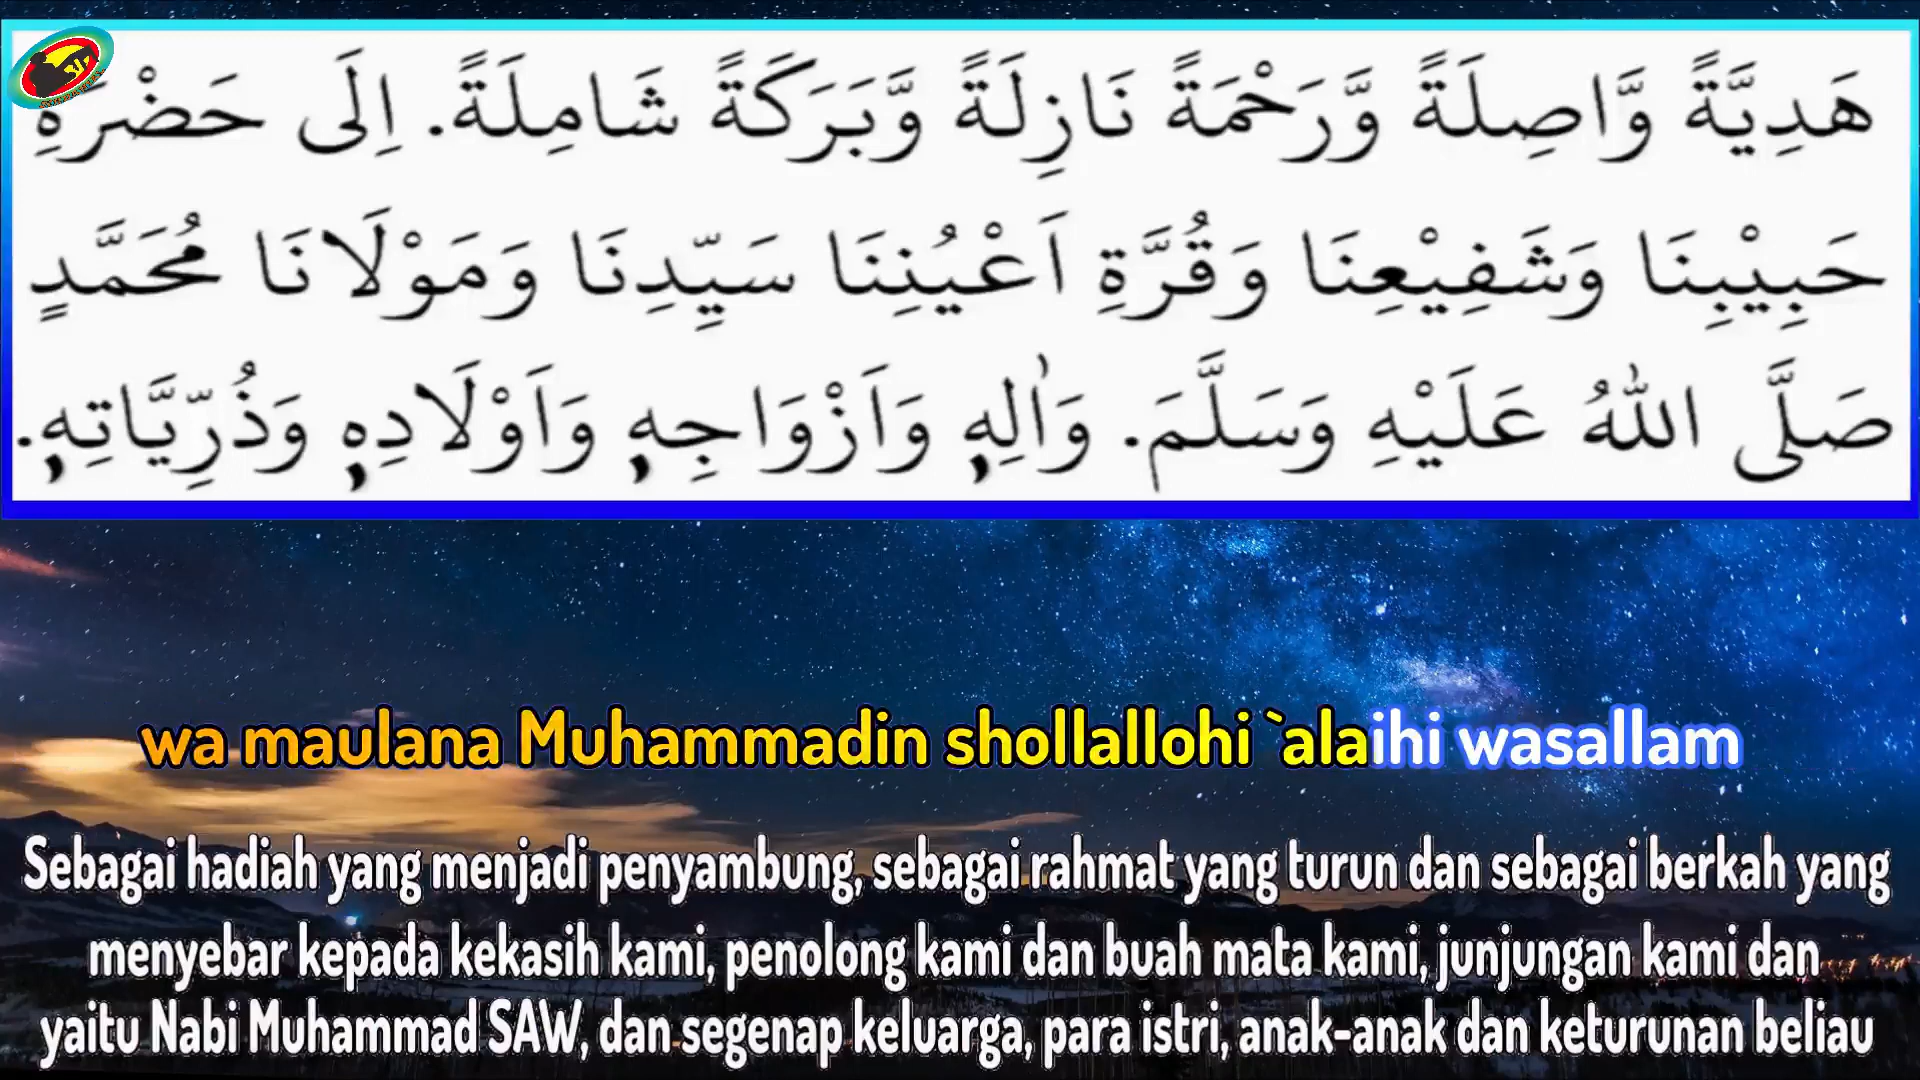 هَدِيَّةً وَّاصِلَةً وَّرَحْمَةً نَازِلَةً وَّبَرَكَةً شَامِلَةً. اِلَى حَضْرَةِ
حَبِيْبِنَا وَشَفِيْعِنَا وَقُرَّةِ اَعْيُنِنَا سَيِّدِنَا وَمَوْلَانَا مُحَمَّدٍ
صَلَّى اللهُ عَلَيْهِ وَسَلَّمَ. وَاٰلِهٖ وَاَزْوَاجِهٖ وَاَوْلَادِهٖ وَذُرِّيَّاتِهٖ.
wa maulana Muhammadin shollallohi `alaihi wasallam
Sebagai hadiah yang menjadi penyambung, sebagai rahmat yang turun dan sebagai berkah yang
menyebar kepada kekasih kami, penolong kami dan buah mata kami, junjungan kami dan
yaitu Nabi Muhammad SAW, dan segenap keluarga, para istri, anak-anak dan keturunan beliau